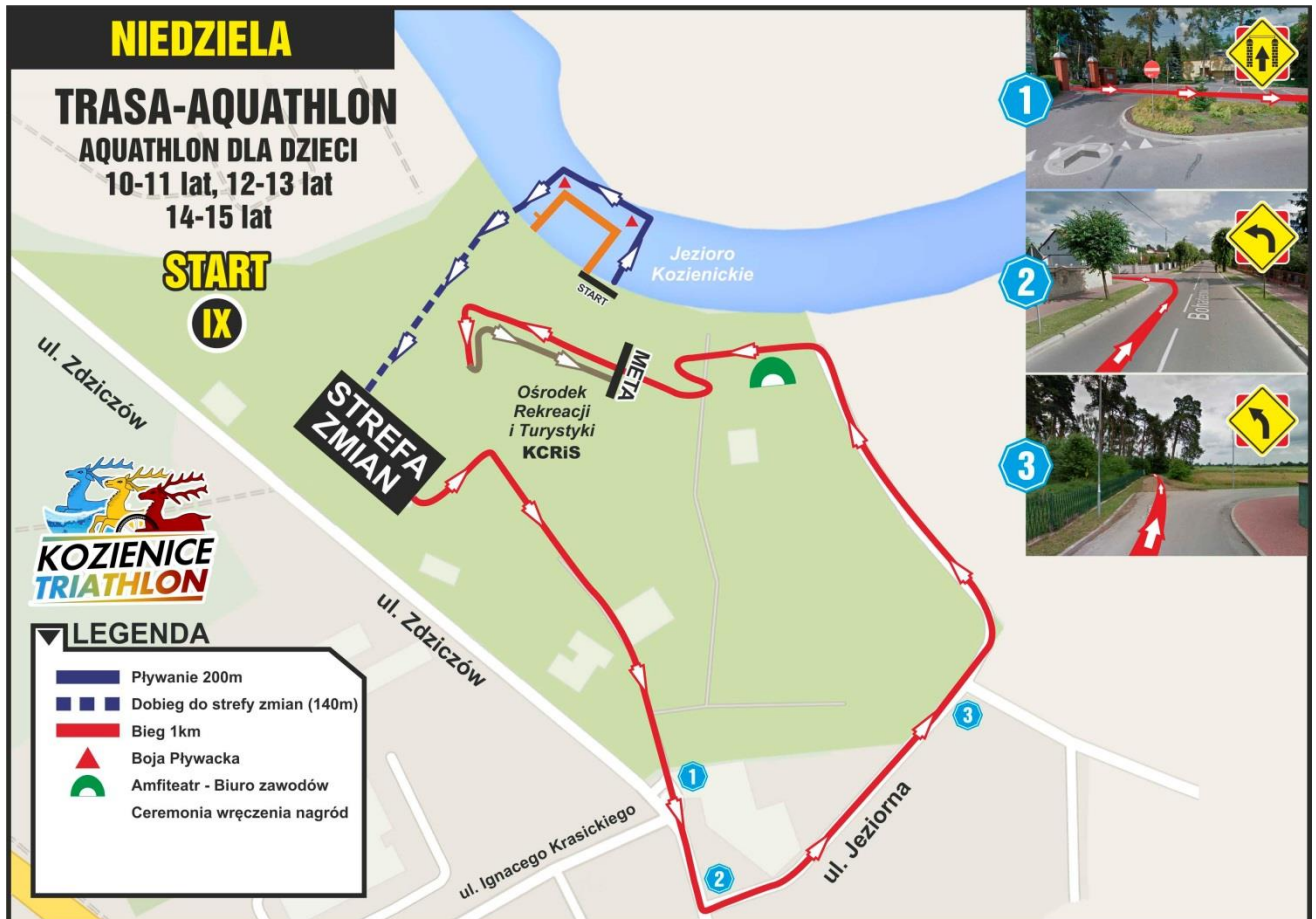 NIEDZIELA
TRASA-AQUATHLON
AQUATHLON DLA DZIECI
10-11 lat, 12-13 lat
14-15 lat
START
IX
Jezioro
Kozienickie
START
META
Ośrodek
Rekreacji
i Turystyki
KCRiS
STREFA
ZMIAN
ul. Zdziczów
ul. Zdziczów
KOZIENICE
TRIATHLON
LEGENDA
Pływanie 200m
Dobieg do strefy zmian (140m)
Bieg 1km
Boja Pływacka
Amfiteatr - Biuro zawodów
Ceremonia wręczenia nagród
ul. Ignacego Krasickiego
ul. Jeziorna
1
2
3
1
2
3